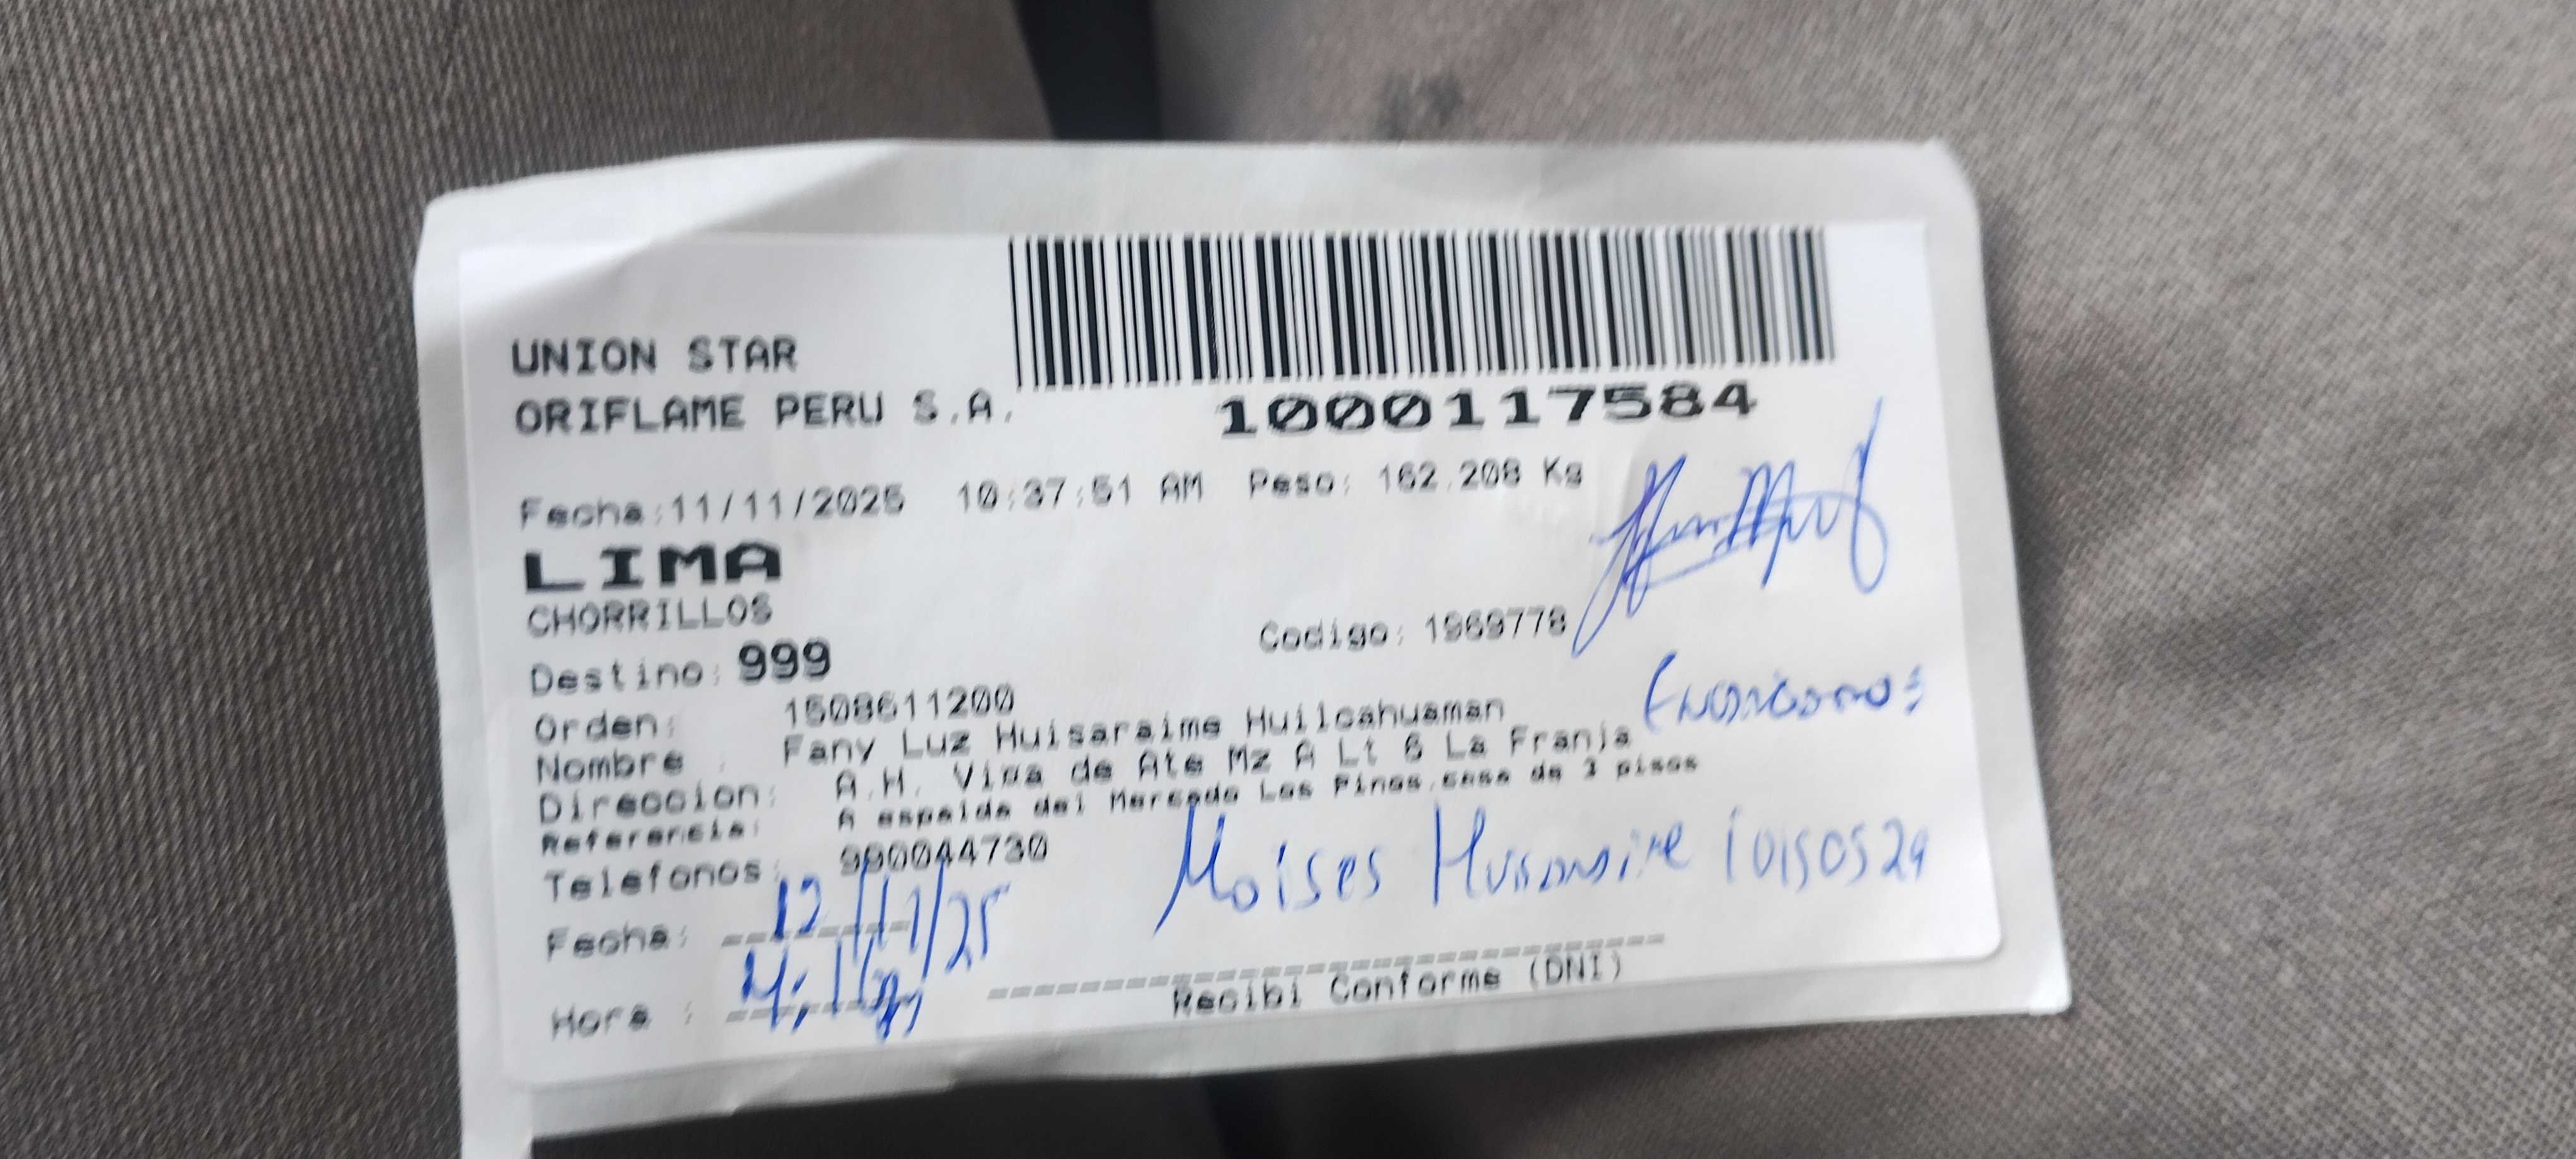 UNION STAR
ORIFLAME PERU S.A.
1000117584
Fecha:11/11/2025 10:37:51 AM Peso: 162.208 Kg
LIMA
CHORRILLOS
Codigo: 1969778
Destino: 999
Orden: 1508611200
Nombre : Fany Luz Huisaraime Huilcahuaman
Direccion: A.H. Viña de Ate Mz A Lt 6 La Franja
Referencia: A espalda del Mercado Los Pinos, casa de 3 pisos
Telefonos: 990044730
Moises 10150529
Fecha: 12/11/25
Hora :
Recibi Conforme (DNI)